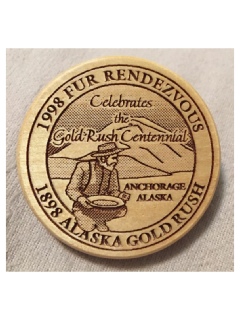 1998 FUR RENDEZVOUS
Celebrates
the
Gold Rush Centennial
ANCHORAGE
ALASKA
1898 ALASKA GOLD RUSH